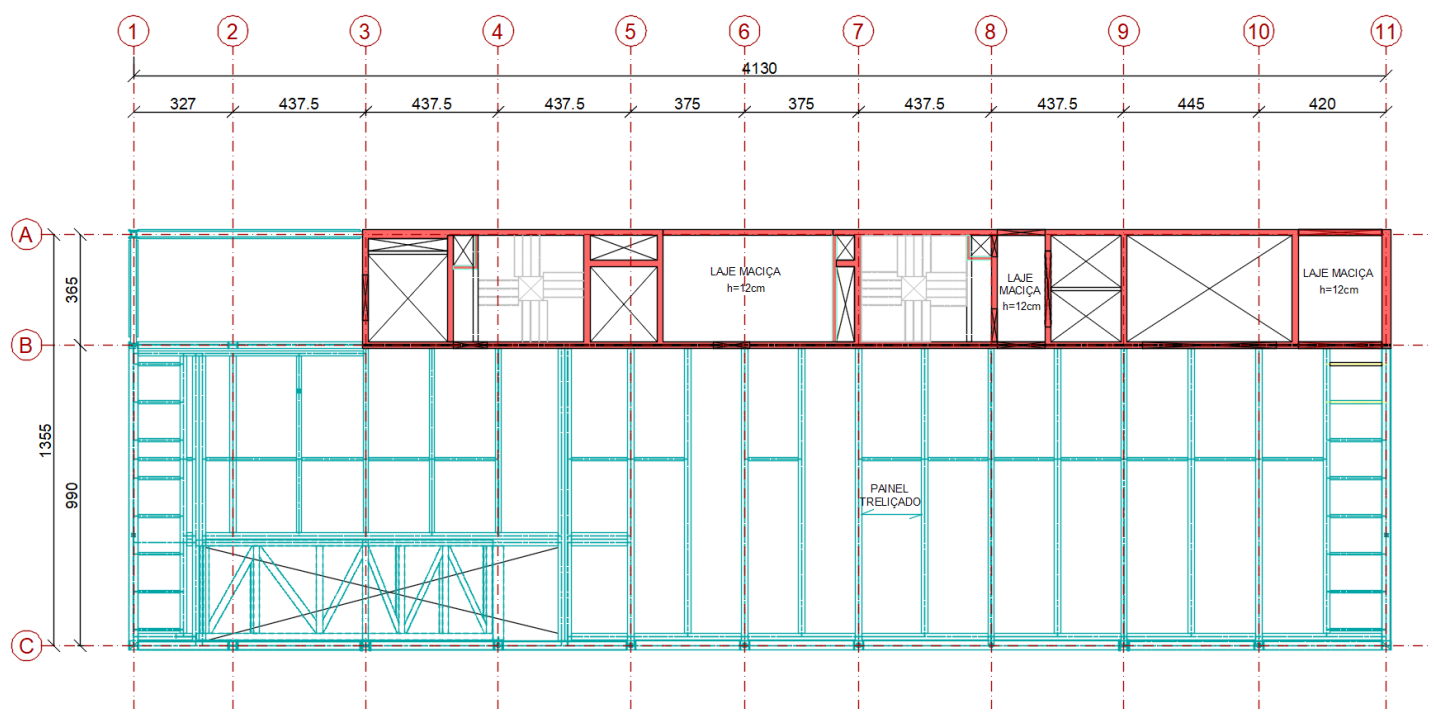 1 2 3 4 5 6 7 8 9 10 11
4130
327 437.5 437.5 437.5 375 375 437.5 437.5 445 420
A
365
LAJE MACIÇA
h=12cm
LAJE
MACIÇA
h=12cm
LAJE MACIÇA
h=12cm
B
1355
990
PAINEL
TRELIÇADO
C